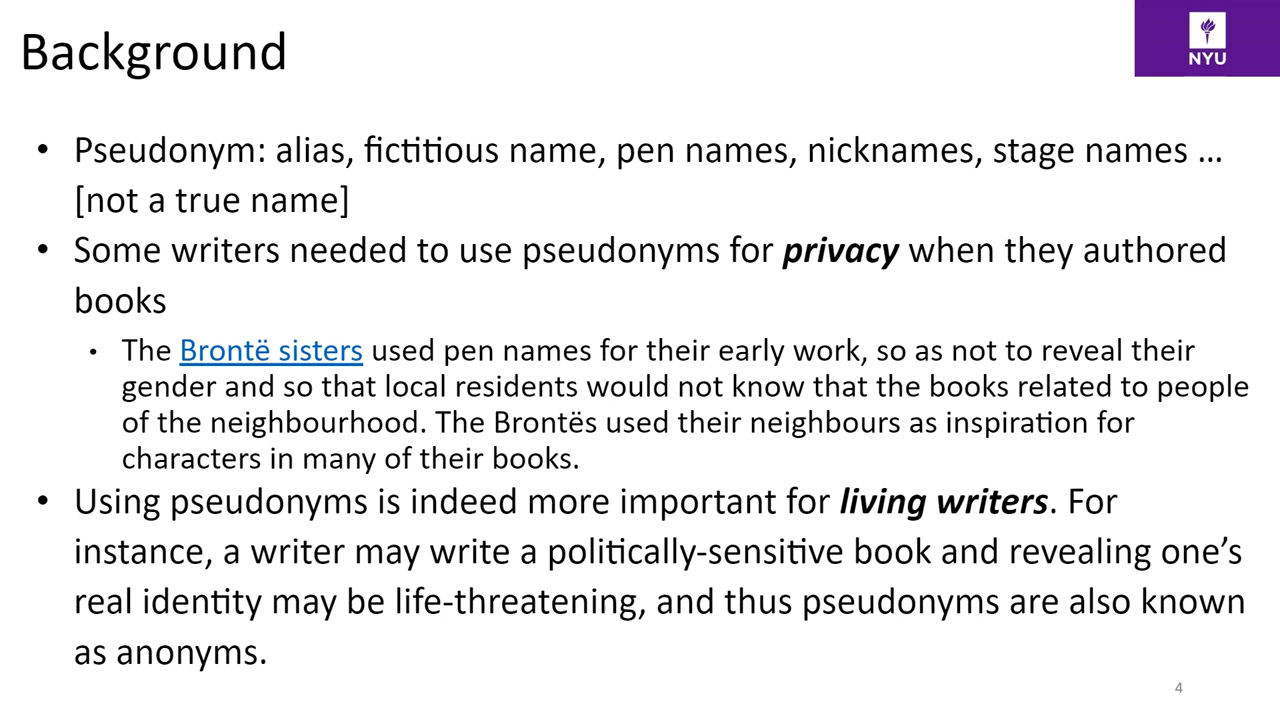 Background
NYU
• Pseudonym: alias, fictitious name, pen names, nicknames, stage names …
[not a true name]
• Some writers needed to use pseudonyms for privacy when they authored
books
• The Brontë sisters used pen names for their early work, so as not to reveal their
gender and so that local residents would not know that the books related to people
of the neighbourhood. The Brontës used their neighbours as inspiration for
characters in many of their books.
• Using pseudonyms is indeed more important for living writers. For
instance, a writer may write a politically-sensitive book and revealing one’s
real identity may be life-threatening, and thus pseudonyms are also known
as anonyms.
4